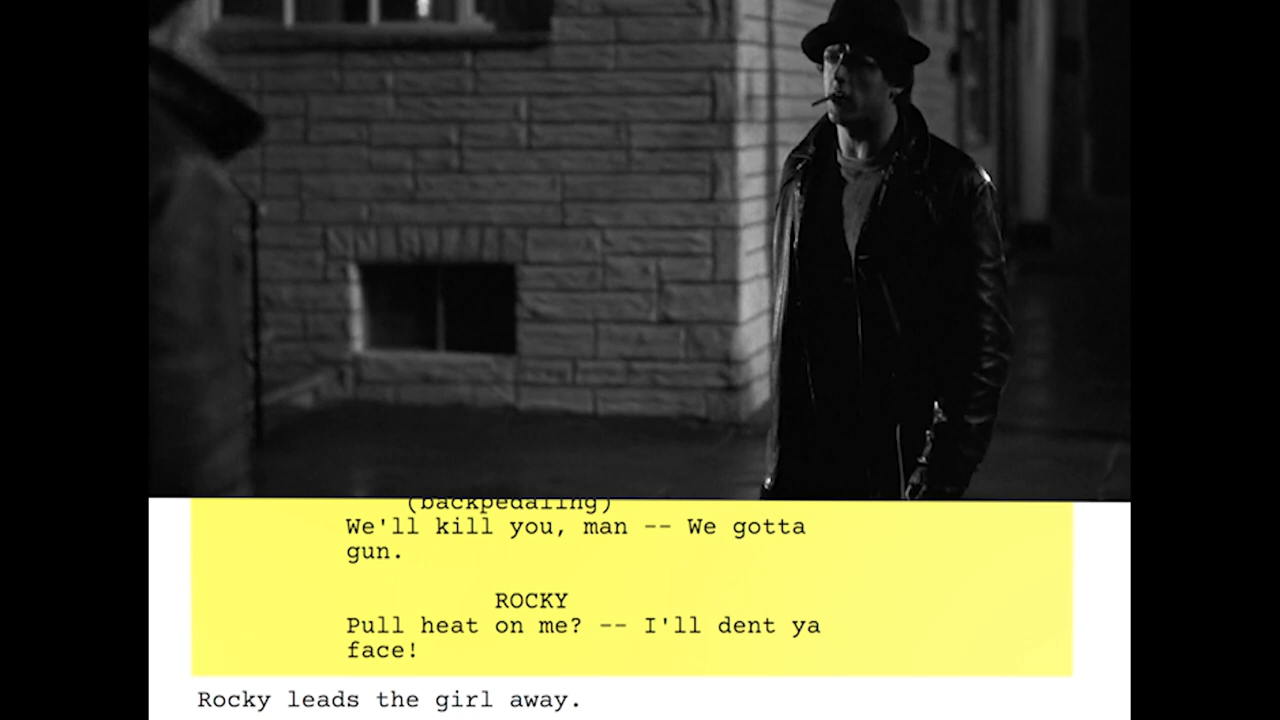 (backpedaling)
We'll kill you, man -- We gotta
gun.
ROCKY
Pull heat on me? -- I'll dent ya
face!
Rocky leads the girl away.